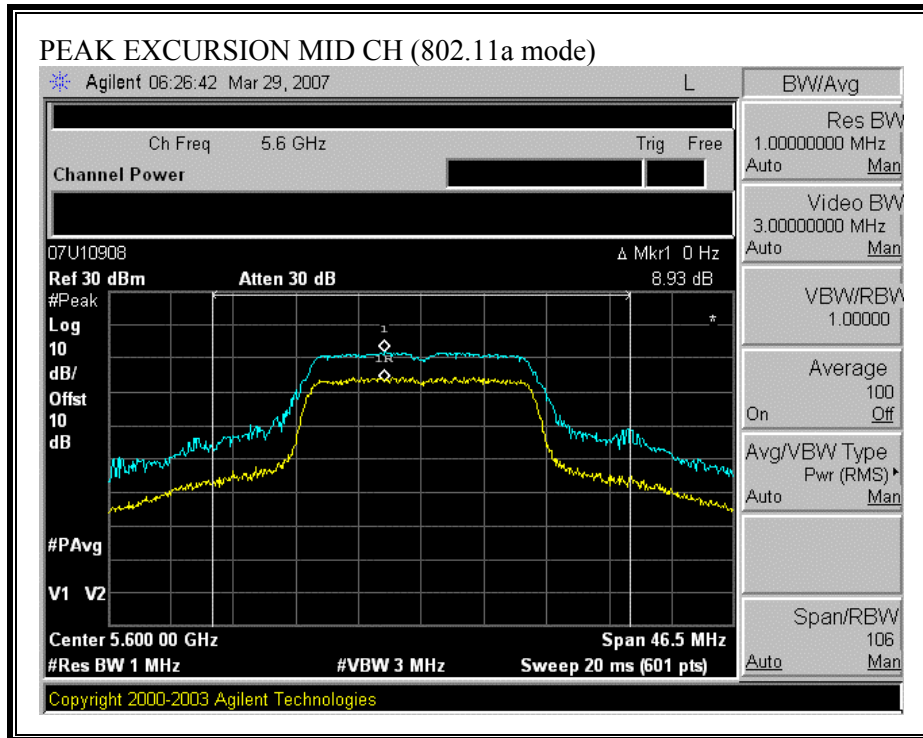 PEAK EXCURSION MID CH (802.11a mode)
Agilent 06:26:42 Mar 29, 2007 L
BW/Avg
Ch Freq 5.6 GHz Trig Free
Channel Power
Res BW
1.00000000 MHz
Auto Man
Video BW
3.00000000 MHz
Auto Man
07U10908 Δ Mkr1 0 Hz
Ref 30 dBm Atten 30 dB 8.93 dB
#Peak
Log
10
dB/
Offst
10
dB
1
1R
*
VBW/RBW
1.00000
Average
100
On Off
Avg/VBW Type
Pwr (RMS)
Auto Man
#PAvg
V1 V2
Center 5.600 00 GHz Span 46.5 MHz
#Res BW 1 MHz #VBW 3 MHz Sweep 20 ms (601 pts)
Span/RBW
106
Auto Man
Copyright 2000-2003 Agilent Technologies